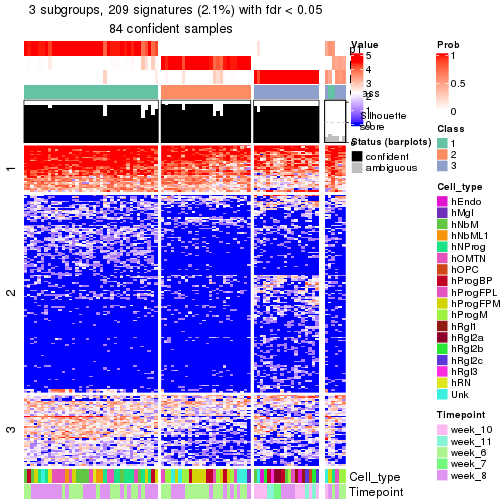 3 subgroups, 209 signatures (2.1%) with fdr < 0.05
84 confident samples
p1
Class
Silhouette
score
1
2
3
Cell_type
Timepoint
Value
5
4
3
2
1
0
Status (barplots)
confident
ambiguous
Prob
1
0.5
0
Class
1
2
3
Cell_type
hEndo
hMgl
hNbM
hNbML1
hNProg
hOMTN
hOPC
hProgBP
hProgFPL
hProgFPM
hProgM
hRgl1
hRgl2a
hRgl2b
hRgl2c
hRgl3
hRN
Unk
Timepoint
week_10
week_11
week_6
week_7
week_8